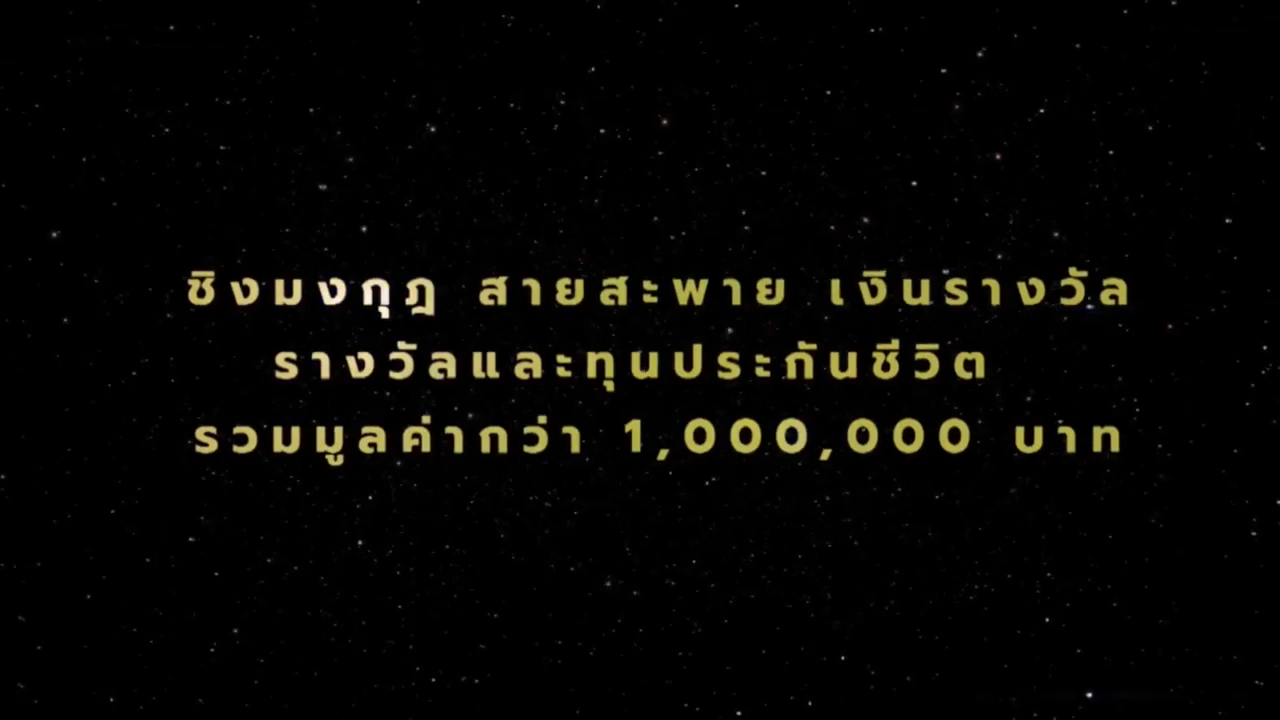 ชิงมงกุฎ สายสะพาย เงินรางวัล
รางวัลและทุนประกันชีวิต
รวมมูลค่ากว่า 1,000,000 บาท